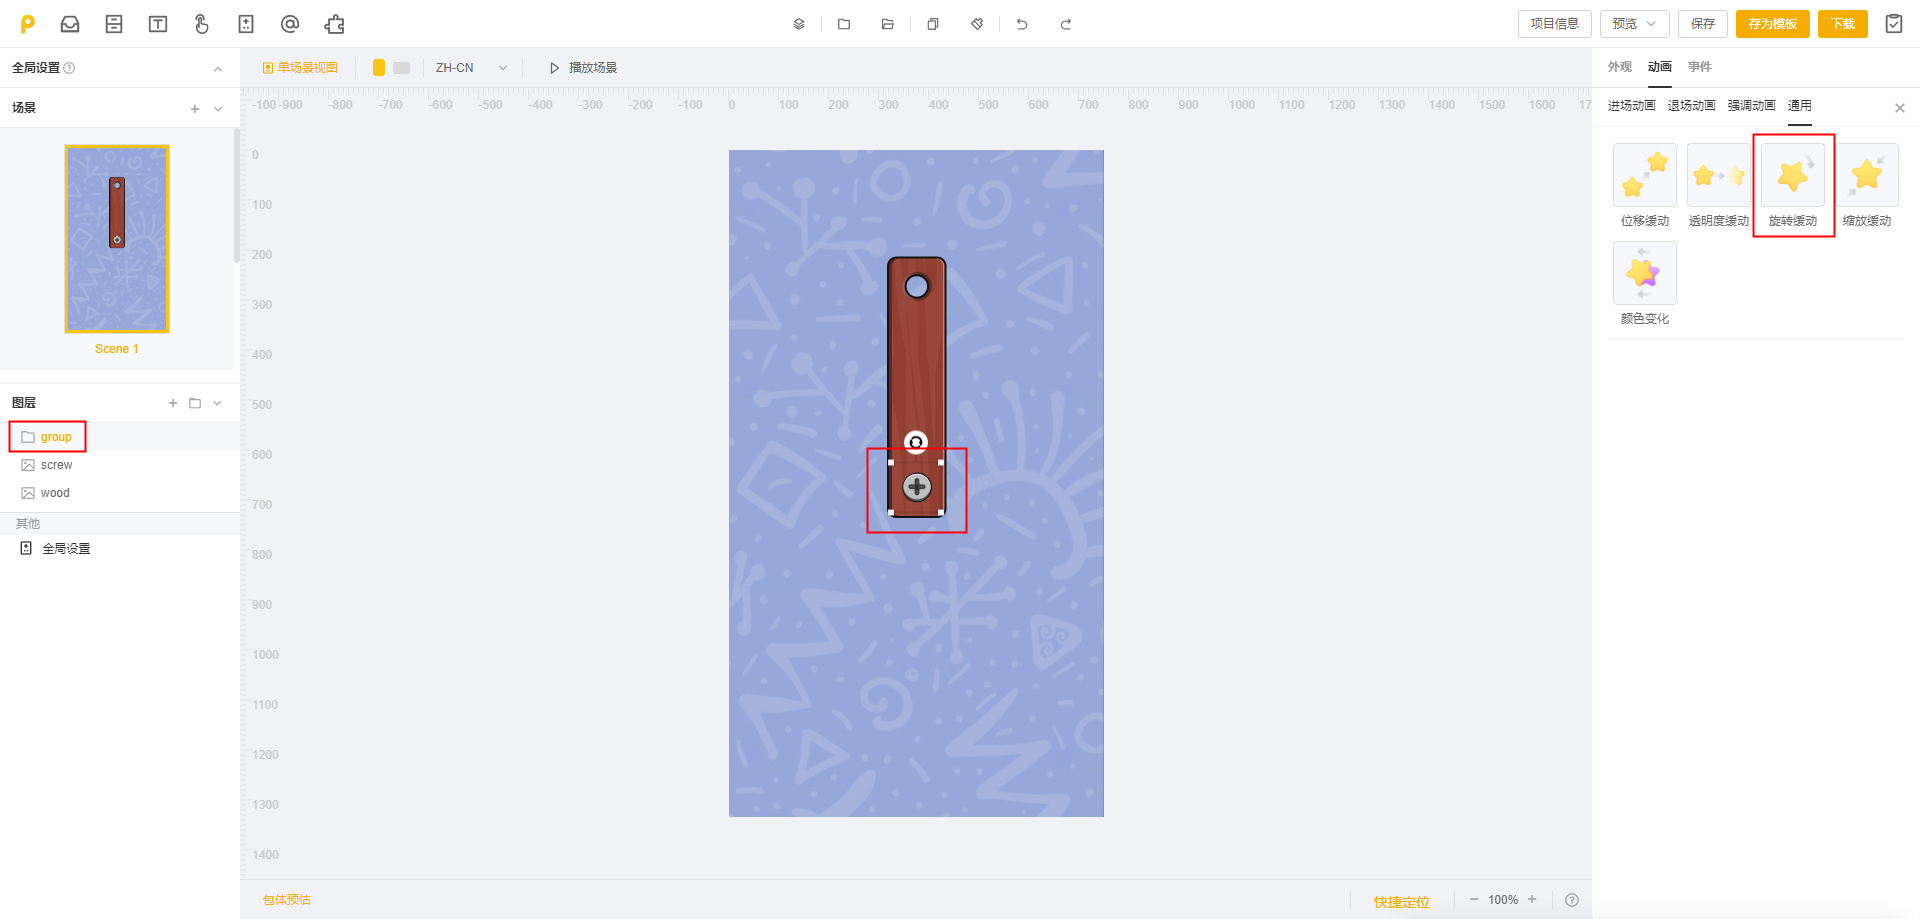 项目信息
预览
保存
存为模板
下载
全局设置
单场景视图
ZH-CN
播放场景
外观 动画 事件
场景
进场动画 退场动画 强调动画 通用
-100 -900 -800 -700 -600 -500 -400 -300 -200 -100 0 100 200 300 400 500 600 700 800 900 1000 1100 1200 1300 1400 1500 1600 17
0
100
200
300
400
500
600
700
800
900
1000
1100
1200
1300
1400
位移缓动 透明度缓动 旋转缓动 缩放缓动
颜色变化
Scene 1
图层
group
screw
wood
其他
全局设置
包体预估
快捷定位
100%